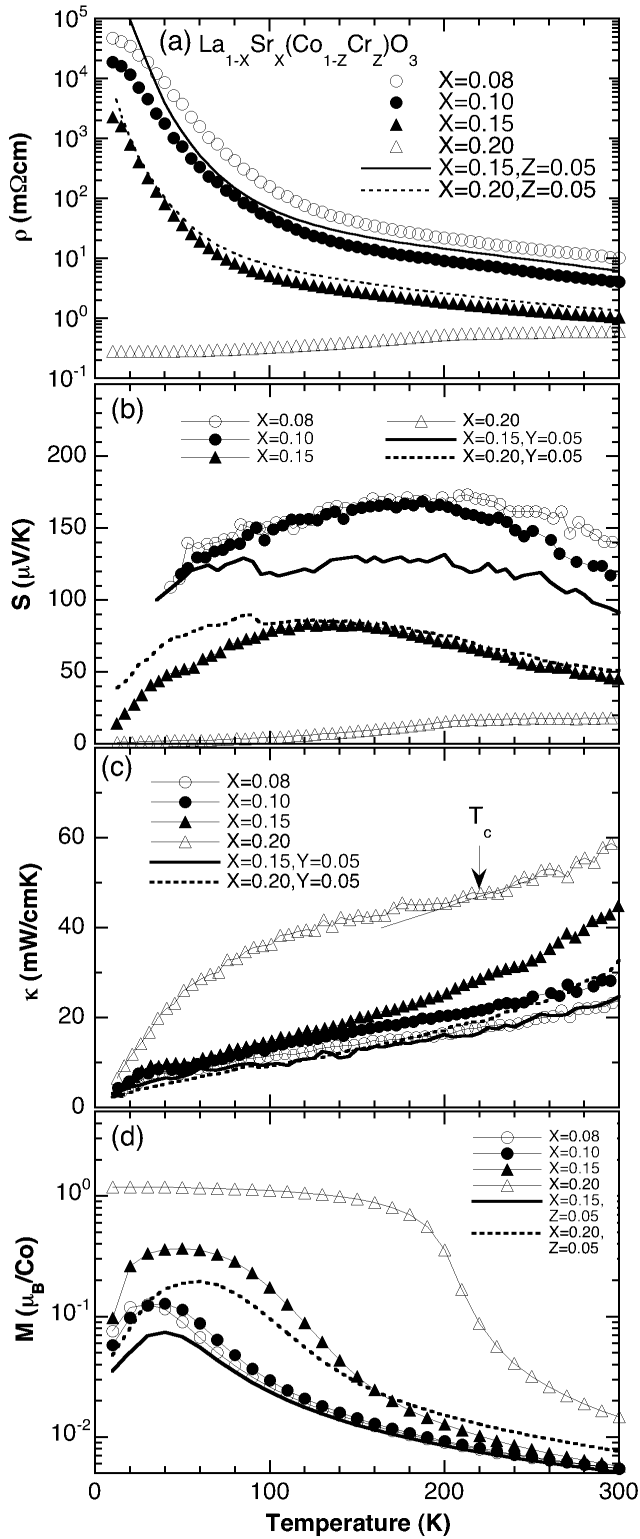 (a) La1-XSrX(Co1-ZCrZ)O3
X=0.08
X=0.10
X=0.15
X=0.20
X=0.15,Z=0.05
X=0.20,Z=0.05
ρ (mΩcm)
10^5
10^4
10^3
10^2
10^1
10^0
10^-1
(b)
X=0.08
X=0.10
X=0.15
X=0.20
X=0.15,Y=0.05
X=0.20,Y=0.05
S (μV/K)
200
150
100
50
0
(c)
X=0.08
X=0.10
X=0.15
X=0.20
X=0.15,Y=0.05
X=0.20,Y=0.05
Tc
κ (mW/cmK)
60
40
20
0
(d)
X=0.08
X=0.10
X=0.15
X=0.20
X=0.15,
Z=0.05
X=0.20,
Z=0.05
M (μB/Co)
10^0
10^-1
10^-2
0 100 200 300
Temperature (K)